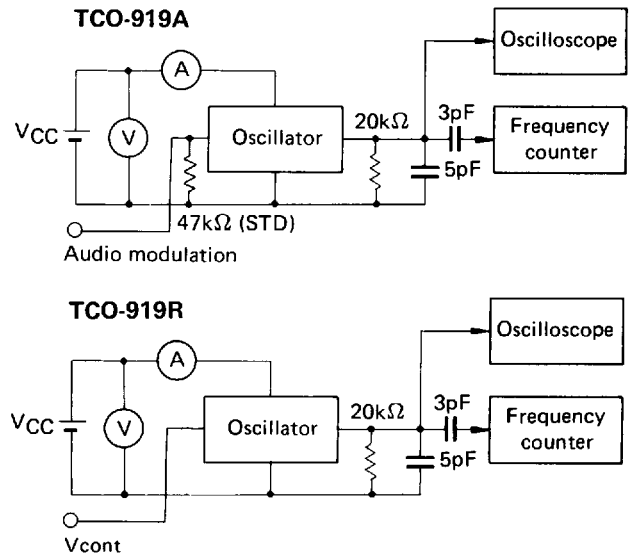 TCO-919A
Oscilloscope
A
VCC
V
Oscillator
20kΩ
3pF
Frequency
counter
5pF
47kΩ (STD)
Audio modulation
TCO-919R
Oscilloscope
A
VCC
V
Oscillator
20kΩ
3pF
Frequency
counter
5pF
Vcont